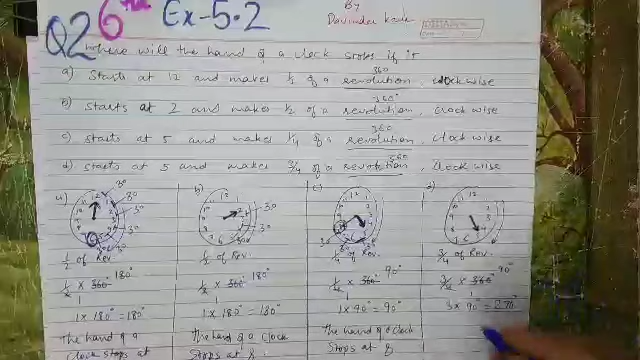 By
Davinder Kaur
Q2 6th Ex-5.2
where will the hand of a clock stops if it
a) Starts at 12 and makes 1/2 of a revolution, clockwise
360
b) Starts at 2 and makes 1/2 of a revolution, clockwise
360°
c) Starts at 5 and makes 1/4 of a revolution, clockwise
360
d) Starts at 5 and makes 3/4 of a revolution, clockwise
360
a) b) c) d)
1/2 of Rev.
1/2 × 360 180°
1 × 180° = 180°
The hand of a
clock stops at
1/2 of Rev.
1/2 × 360 180°
1 × 180° = 180°
The hand of a clock
Stops at 8
1/4 of Rev.
1/4 × 360 90°
1 × 90° = 90°
The hand of a clock
Stops at 8
3/4 of Rev.
3/4 × 360 90°
3 × 90° = 270°